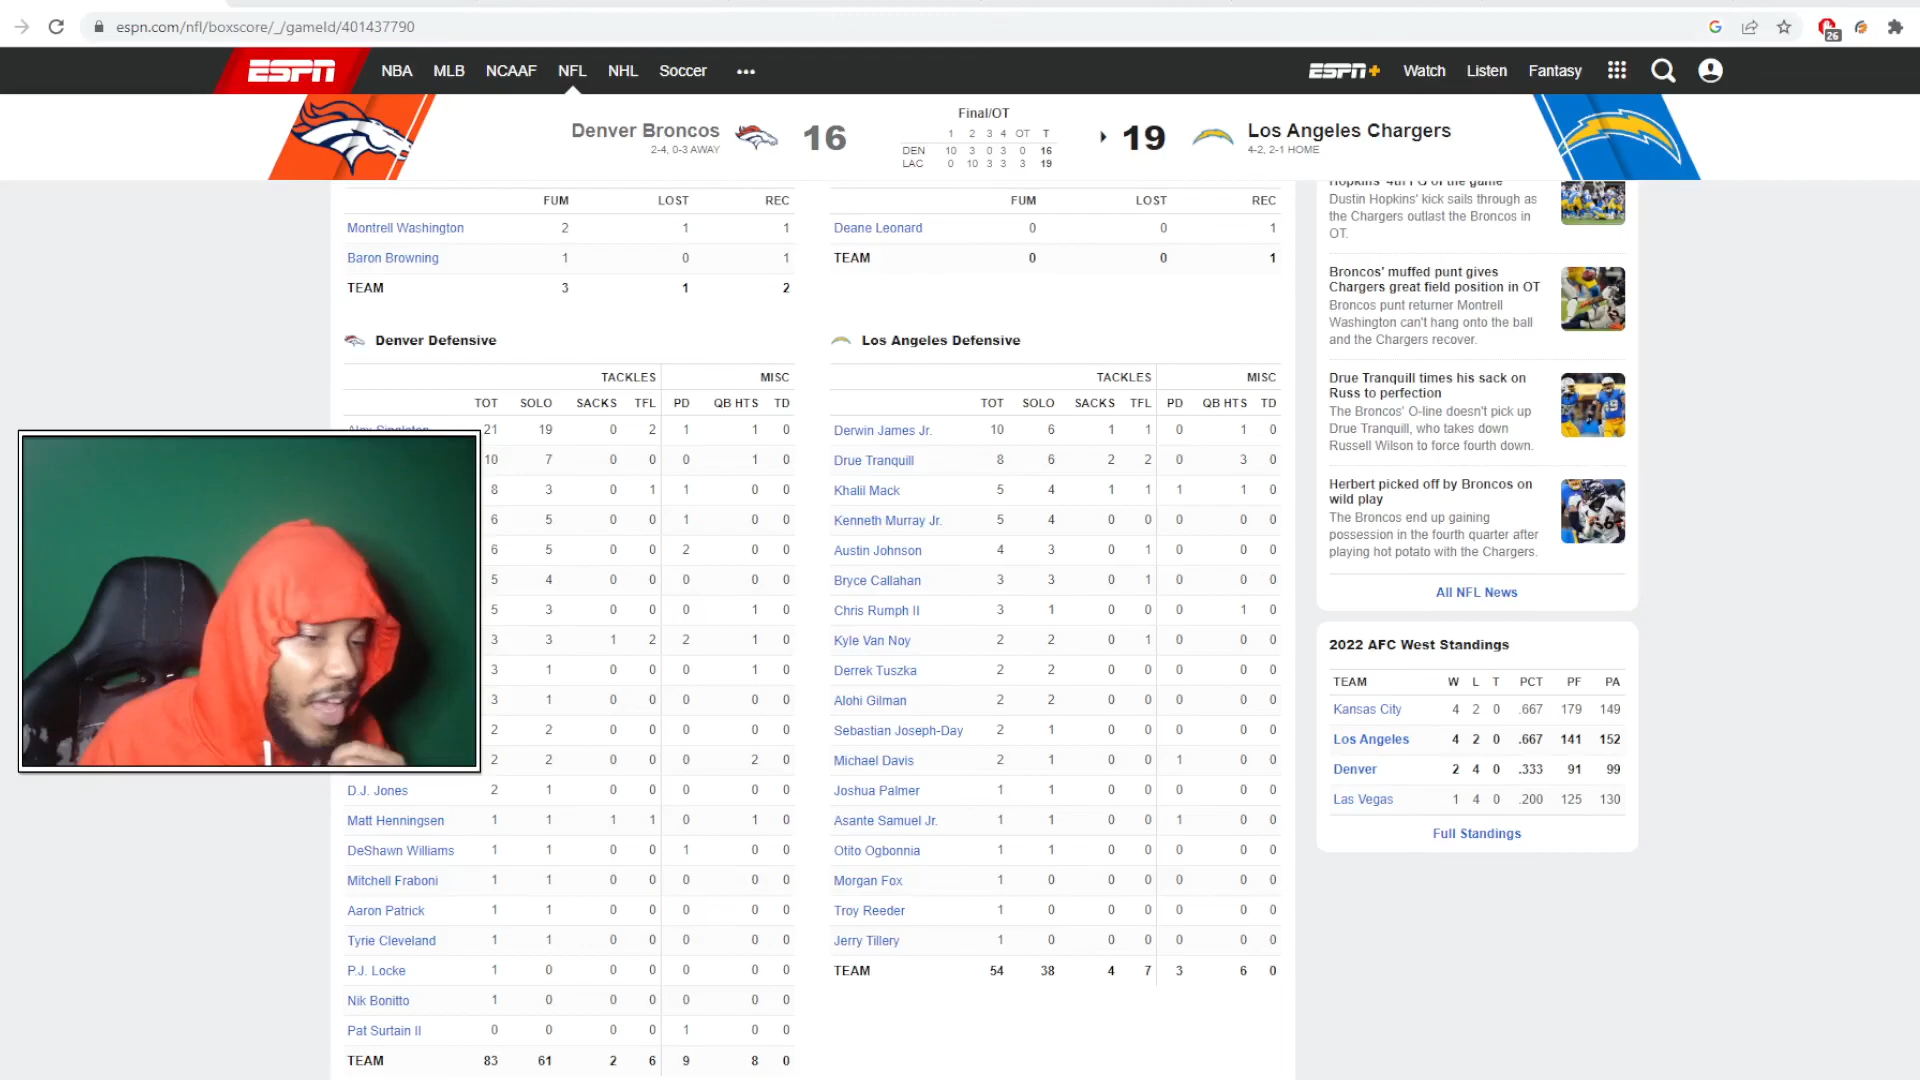 espn.com/nfl/boxscore/_/gameId/401437790
26
ESPN NBA MLB NCAAF NFL NHL Soccer ••• ESPN+ Watch Listen Fantasy
Denver Broncos
2-4, 0-3 AWAY
16
Final/OT
1 2 3 4 OT T
DEN 10 3 0 3 0 16
LAC 0 10 3 3 3 19
19
Los Angeles Chargers
4-2, 2-1 HOME
FUM LOST REC
Montrell Washington 2 1 1
Baron Browning 1 0 1
TEAM 3 1 2
FUM LOST REC
Deane Leonard 0 0 1
TEAM 0 0 1
Denver Defensive
TACKLES MISC
TOT SOLO SACKS TFL PD QB HTS TD
Alex Singleton 21 19 0 2 1 1 0
10 7 0 0 0 1 0
8 3 0 1 1 0 0
6 5 0 0 1 0 0
6 5 0 0 2 0 0
5 4 0 0 0 0 0
5 3 0 0 0 1 0
3 3 1 2 2 1 0
3 1 0 0 0 1 0
3 1 0 0 0 0 0
2 2 0 0 0 0 0
2 2 0 0 0 2 0
D.J. Jones 2 1 0 0 0 0 0
Matt Henningsen 1 1 1 1 0 1 0
DeShawn Williams 1 1 0 0 1 0 0
Mitchell Fraboni 1 1 0 0 0 0 0
Aaron Patrick 1 1 0 0 0 0 0
Tyrie Cleveland 1 1 0 0 0 0 0
P.J. Locke 1 0 0 0 0 0 0
Nik Bonitto 1 0 0 0 0 0 0
Pat Surtain II 0 0 0 0 1 0 0
TEAM 83 61 2 6 9 8 0
Los Angeles Defensive
TACKLES MISC
TOT SOLO SACKS TFL PD QB HTS TD
Derwin James Jr. 10 6 1 1 0 1 0
Drue Tranquill 8 6 2 2 0 3 0
Khalil Mack 5 4 1 1 1 1 0
Kenneth Murray Jr. 5 4 0 0 0 0 0
Austin Johnson 4 3 0 1 0 0 0
Bryce Callahan 3 3 0 1 0 0 0
Chris Rumph II 3 1 0 0 0 1 0
Kyle Van Noy 2 2 0 1 0 0 0
Derrek Tuszka 2 2 0 0 0 0 0
Alohi Gilman 2 2 0 0 0 0 0
Sebastian Joseph-Day 2 1 0 0 0 0 0
Michael Davis 2 1 0 0 1 0 0
Joshua Palmer 1 1 0 0 0 0 0
Asante Samuel Jr. 1 1 0 0 1 0 0
Otito Ogbonnia 1 1 0 0 0 0 0
Morgan Fox 1 0 0 0 0 0 0
Troy Reeder 1 0 0 0 0 0 0
Jerry Tillery 1 0 0 0 0 0 0
TEAM 54 38 4 7 3 6 0
Hopkins' 4th FG of the game
Dustin Hopkins' kick sails through as
the Chargers outlast the Broncos in
OT.
Broncos' muffed punt gives
Chargers great field position in OT
Broncos punt returner Montrell
Washington can't hang onto the ball
and the Chargers recover.
Drue Tranquill times his sack on
Russ to perfection
The Broncos' O-line doesn't pick up
Drue Tranquill, who takes down
Russell Wilson to force fourth down.
Herbert picked off by Broncos on
wild play
The Broncos end up gaining
possession in the fourth quarter after
playing hot potato with the Chargers.
All NFL News
2022 AFC West Standings
TEAM W L T PCT PF PA
Kansas City 4 2 0 .667 179 149
Los Angeles 4 2 0 .667 141 152
Denver 2 4 0 .333 91 99
Las Vegas 1 4 0 .200 125 130
Full Standings